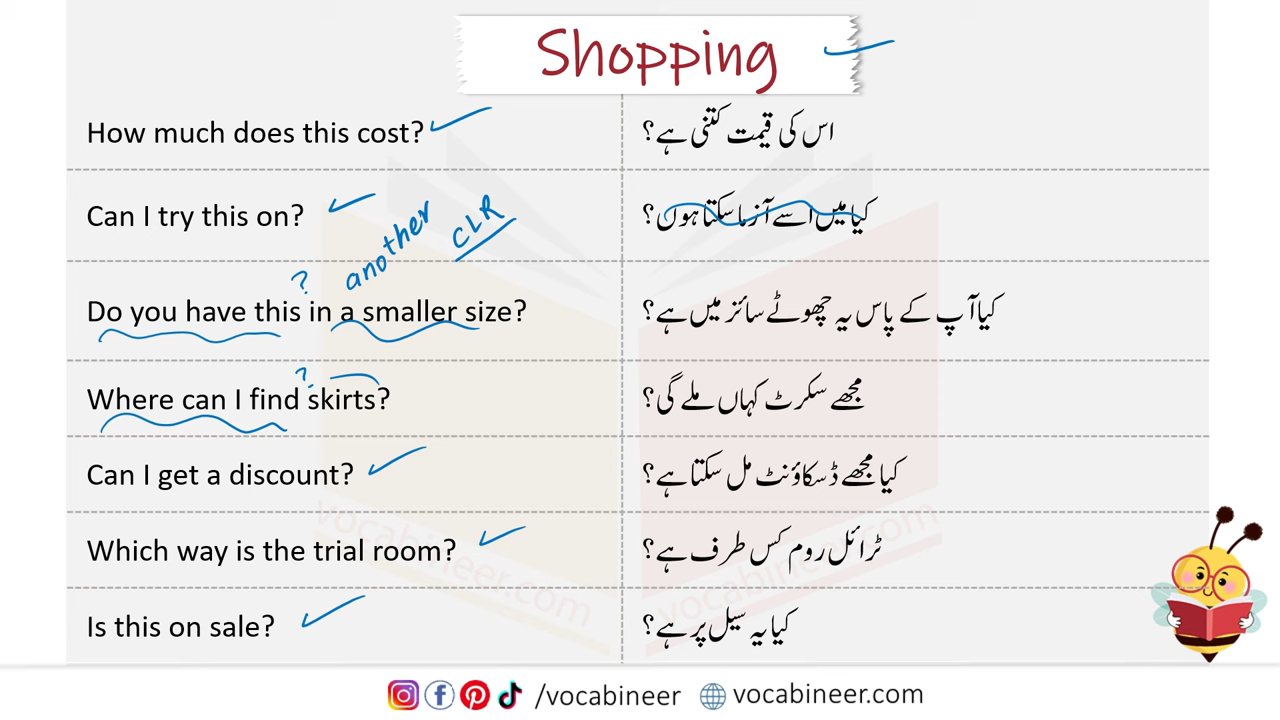 Shopping
How much does this cost?
اس کی قیمت کتنی ہے؟
Can I try this on?
کیا میں اسے آزما سکتا ہوں؟
another CLR
?
Do you have this in a smaller size?
کیا آپ کے پاس یہ چھوٹے سائز میں ہے؟
?
Where can I find skirts?
مجھے سکرٹ کہاں ملے گی؟
Can I get a discount?
کیا مجھے ڈسکاؤنٹ مل سکتا ہے؟
Which way is the trial room?
ٹرائل روم کس طرف ہے؟
Is this on sale?
کیا یہ سیل پر ہے؟
vocabineer.com
vocabineer.com
/vocabineer vocabineer.com